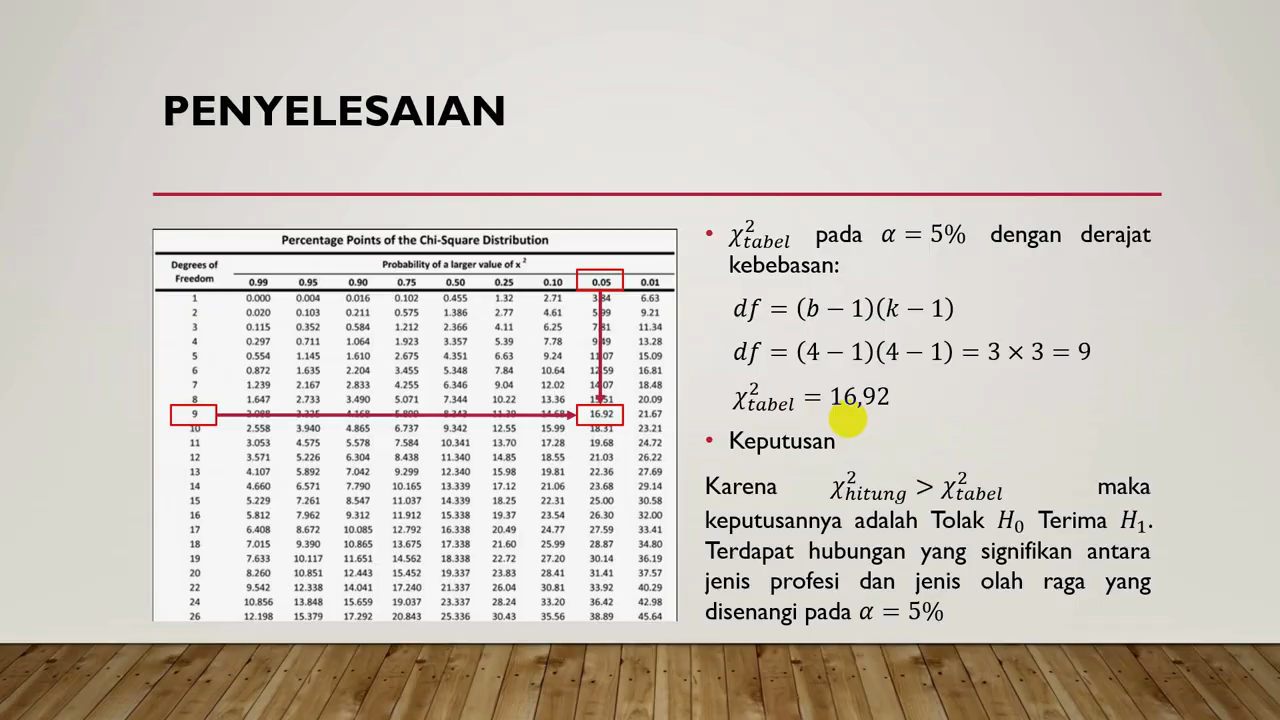 PENYELESAIAN
Percentage Points of the Chi-Square Distribution
Degrees of Freedom
Probability of a larger value of x ²
0.99 0.95 0.90 0.75 0.50 0.25 0.10 0.05 0.01
1 0.000 0.004 0.016 0.102 0.455 1.32 2.71 3.84 6.63
2 0.020 0.103 0.211 0.575 1.386 2.77 4.61 5.99 9.21
3 0.115 0.352 0.584 1.212 2.366 4.11 6.25 7.81 11.34
4 0.297 0.711 1.064 1.923 3.357 5.39 7.78 9.49 13.28
5 0.554 1.145 1.610 2.675 4.351 6.63 9.24 11.07 15.09
6 0.872 1.635 2.204 3.455 5.348 7.84 10.64 12.59 16.81
7 1.239 2.167 2.833 4.255 6.346 9.04 12.02 14.07 18.48
8 1.647 2.733 3.490 5.071 7.344 10.22 13.36 15.51 20.09
9 16.92 21.67
10 2.558 3.940 4.865 6.737 9.342 12.55 15.99 18.31 23.21
11 3.053 4.575 5.578 7.584 10.341 13.70 17.28 19.68 24.72
12 3.571 5.226 6.304 8.438 11.340 14.85 18.55 21.03 26.22
13 4.107 5.892 7.042 9.299 12.340 15.98 19.81 22.36 27.69
14 4.660 6.571 7.790 10.165 13.339 17.12 21.06 23.68 29.14
15 5.229 7.261 8.547 11.037 14.339 18.25 22.31 25.00 30.58
16 5.812 7.962 9.312 11.912 15.338 19.37 23.54 26.30 32.00
17 6.408 8.672 10.085 12.792 16.338 20.49 24.77 27.59 33.41
18 7.015 9.390 10.865 13.675 17.338 21.60 25.99 28.87 34.80
19 7.633 10.117 11.651 14.562 18.338 22.72 27.20 30.14 36.19
20 8.260 10.851 12.443 15.452 19.337 23.83 28.41 31.41 37.57
22 9.542 12.338 14.041 17.240 21.337 26.04 30.81 33.92 40.29
24 10.856 13.848 15.659 19.037 23.337 28.24 33.20 36.42 42.98
26 12.198 15.379 17.292 20.843 25.336 30.43 35.56 38.89 45.64
• χ²tabel pada α = 5% dengan derajat
kebebasan:
df = (b − 1)(k − 1)
df = (4 − 1)(4 − 1) = 3 × 3 = 9
χ²tabel = 16,92
• Keputusan
Karena χ²hitung > χ²tabel maka
keputusannya adalah Tolak H₀ Terima H₁.
Terdapat hubungan yang signifikan antara
jenis profesi dan jenis olah raga yang
disenangi pada α = 5%